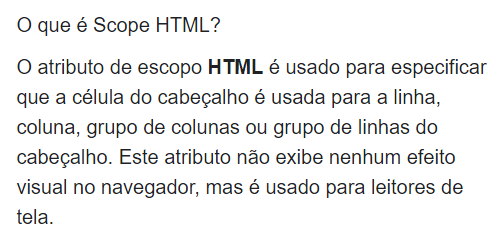 O que é Scope HTML?
O atributo de escopo HTML é usado para especificar
que a célula do cabeçalho é usada para a linha,
coluna, grupo de colunas ou grupo de linhas do
cabeçalho. Este atributo não exibe nenhum efeito
visual no navegador, mas é usado para leitores de
tela.